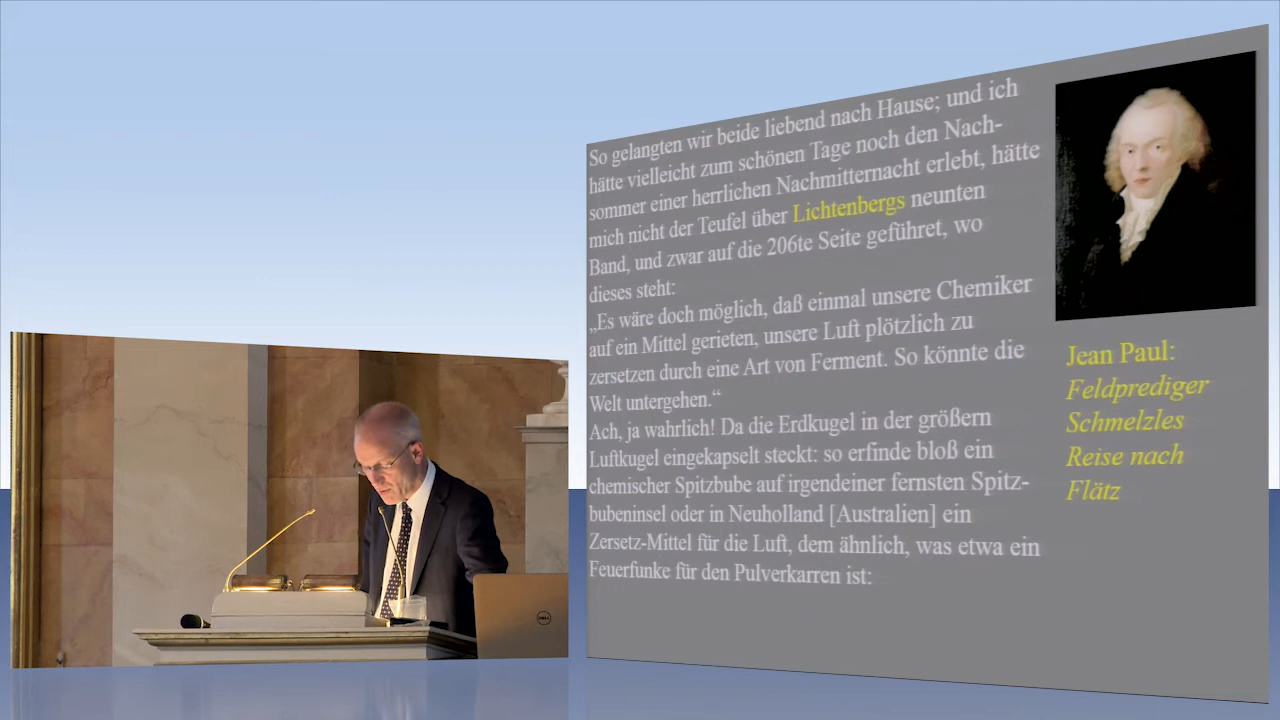 So gelangten wir beide liebend nach Hause; und ich
hätte vielleicht zum schönen Tage noch den Nach-
sommer einer herrlichen Nachmitternacht erlebt, hätte
mich nicht der Teufel über Lichtenbergs neunten
Band, und zwar auf die 206te Seite geführet, wo
dieses steht:
„Es wäre doch möglich, daß einmal unsere Chemiker
auf ein Mittel gerieten, unsere Luft plötzlich zu
zersetzen durch eine Art von Ferment. So könnte die
Welt untergehen.“
Ach, ja wahrlich! Da die Erdkugel in der größern
Luftkugel eingekapselt steckt: so erfinde bloß ein
chemischer Spitzbube auf irgendeiner fernsten Spitz-
bubeninsel oder in Neuholland [Australien] ein
Zersetz-Mittel für die Luft, dem ähnlich, was etwa ein
Feuerfunke für den Pulverkarren ist:
Jean Paul:
Feldprediger
Schmelzles
Reise nach
Flätz
DELL